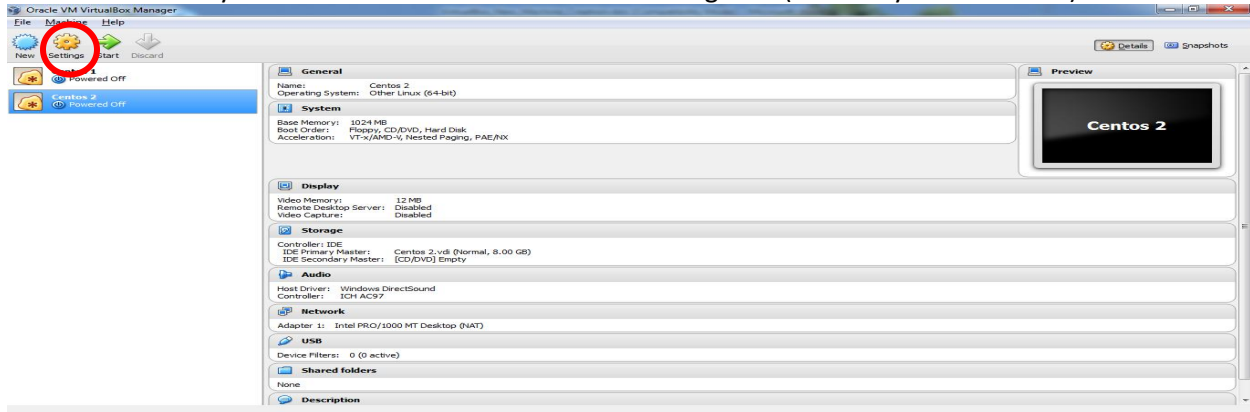 Oracle VM VirtualBox Manager
File Machine Help
New Settings Start Discard
Details Snapshots
1
Powered Off
Centos 2
Powered Off
General
Name: Centos 2
Operating System: Other Linux (64-bit)
System
Base Memory: 1024 MB
Boot Order: Floppy, CD/DVD, Hard Disk
Acceleration: VT-x/AMD-V, Nested Paging, PAE/NX
Preview
Centos 2
Display
Video Memory: 12 MB
Remote Desktop Server: Disabled
Video Capture: Disabled
Storage
Controller: IDE
IDE Primary Master: Centos 2.vdi (Normal, 8.00 GB)
IDE Secondary Master: [CD/DVD] Empty
Audio
Host Driver: Windows DirectSound
Controller: ICH AC97
Network
Adapter 1: Intel PRO/1000 MT Desktop (NAT)
USB
Device Filters: 0 (0 active)
Shared folders
None
Description